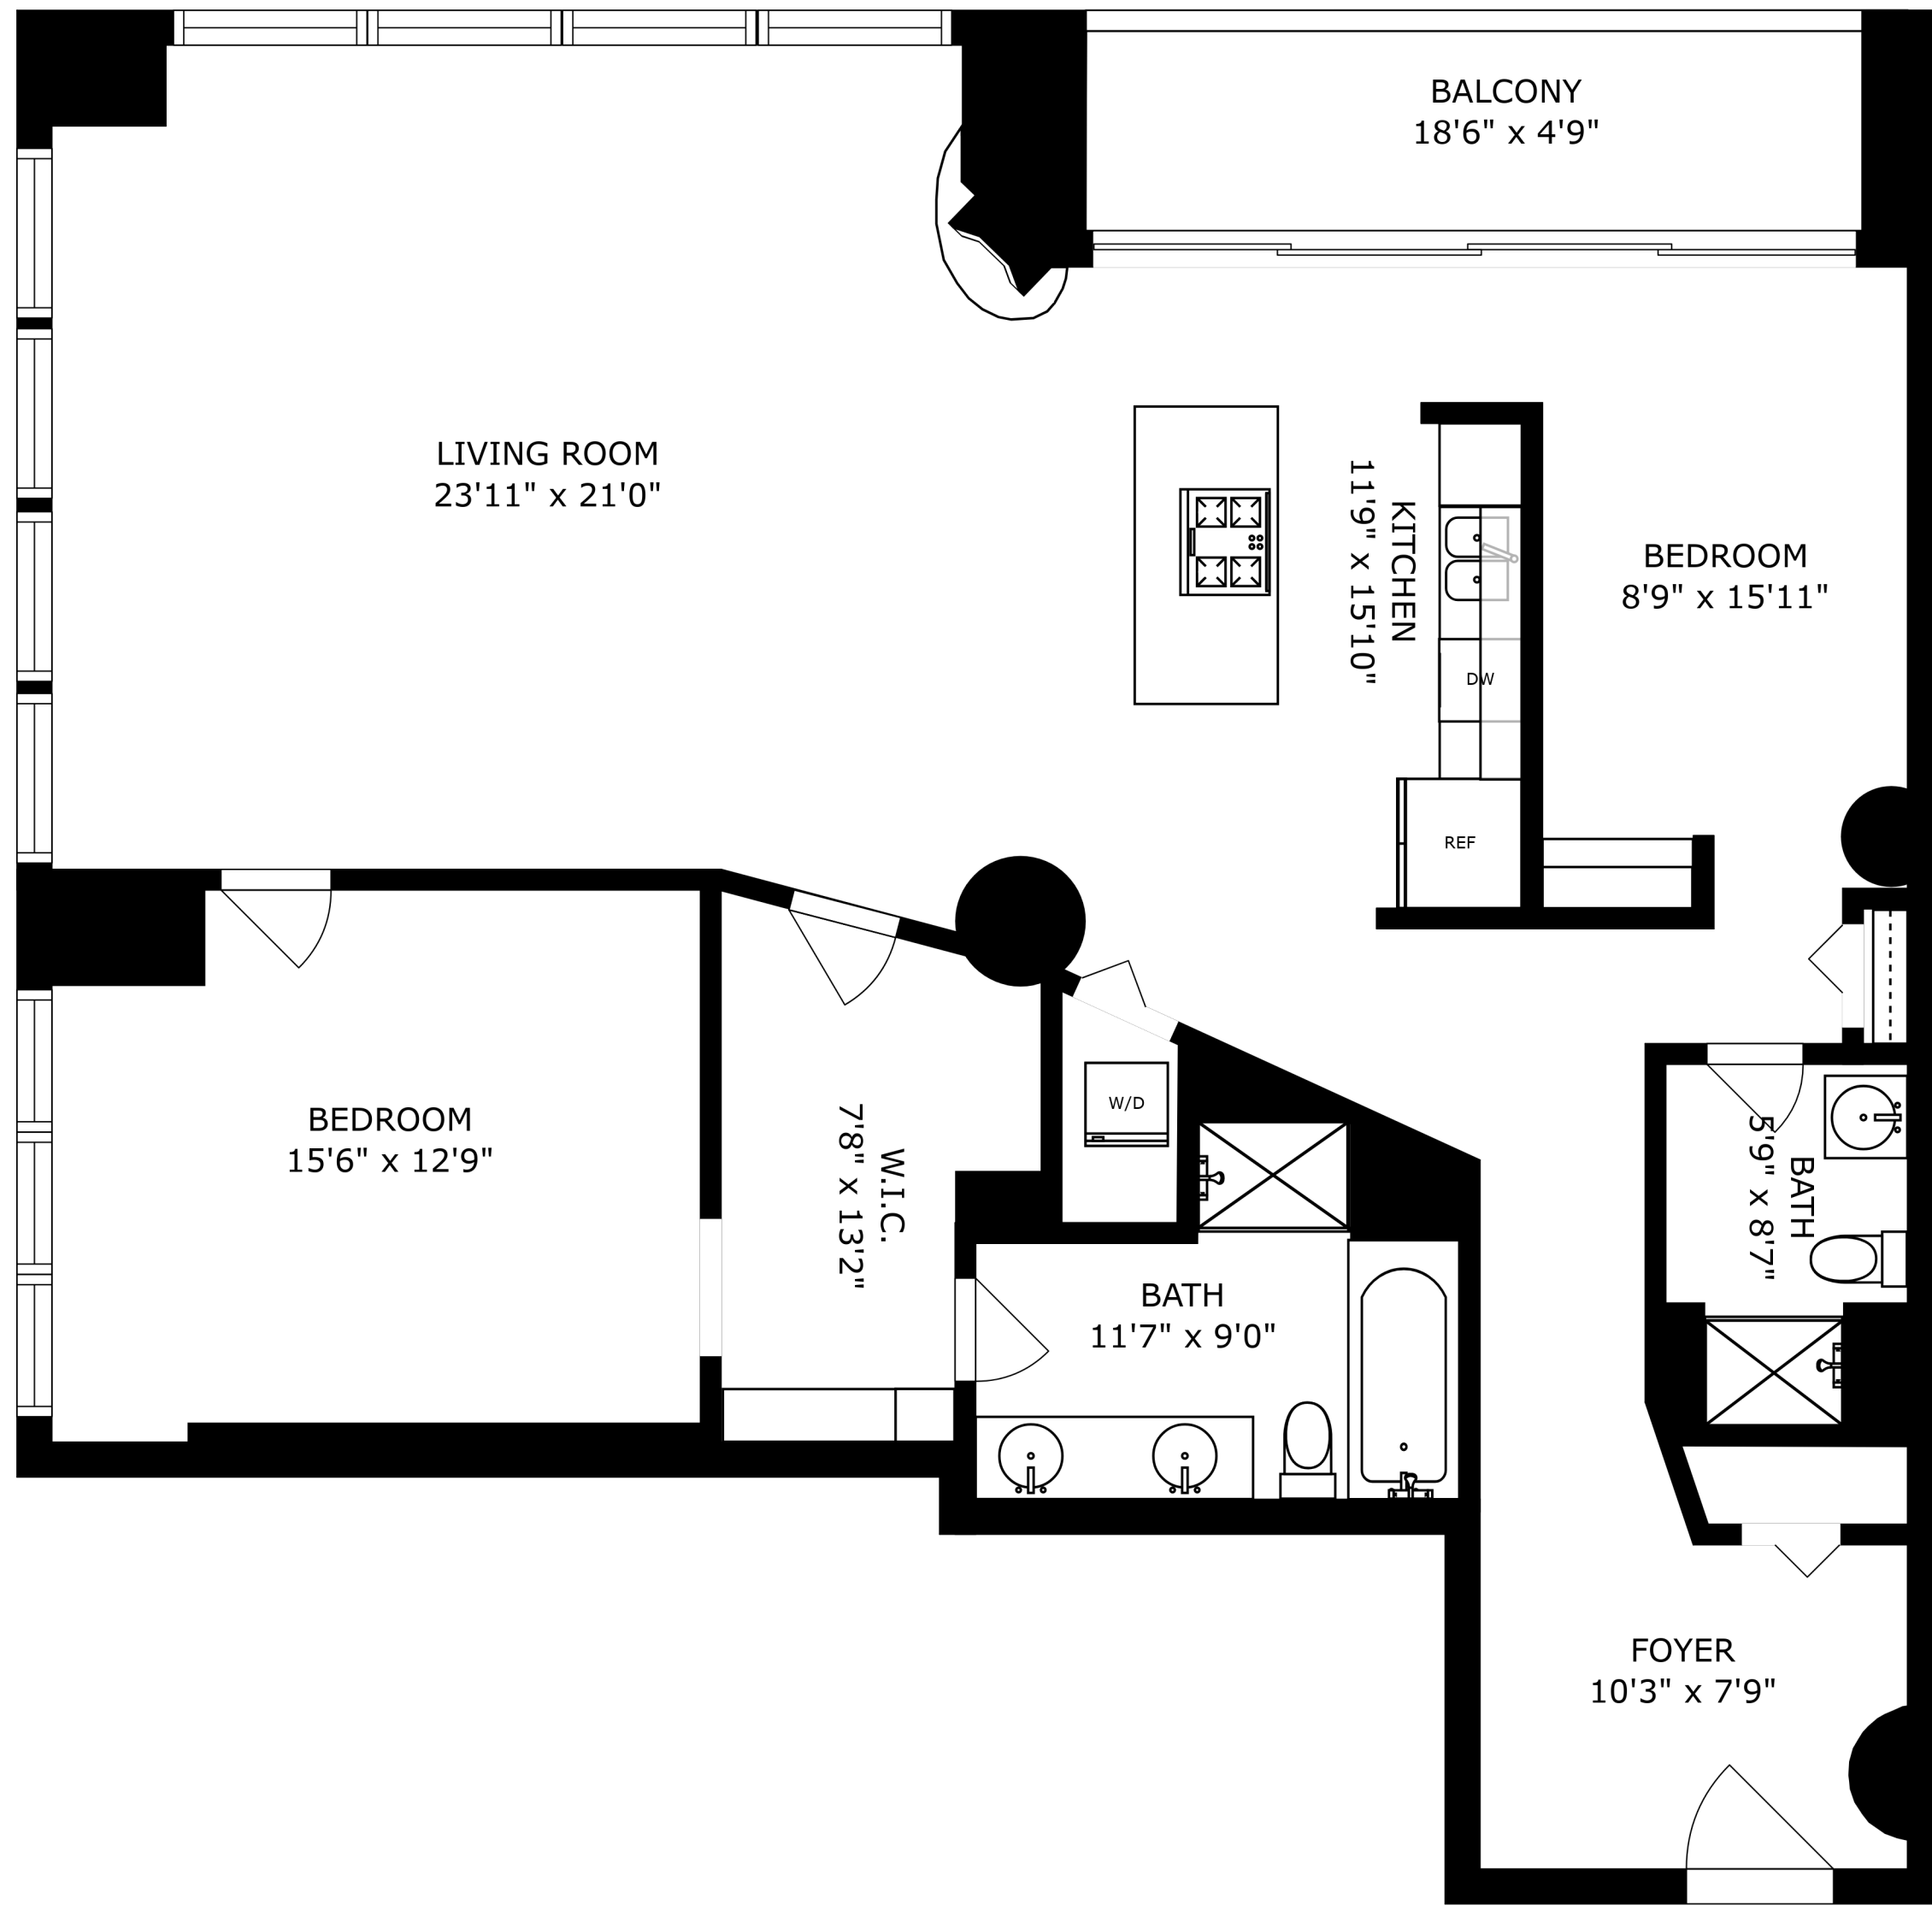 BALCONY
18'6" x 4'9"
LIVING ROOM
23'11" x 21'0"
KITCHEN
11'9" x 15'10"
BEDROOM
8'9" x 15'11"
DW
REF
W/D
BEDROOM
15'6" x 12'9"
W.I.C.
7'8" x 13'2"
BATH
5'9" x 8'7"
BATH
11'7" x 9'0"
FOYER
10'3" x 7'9"